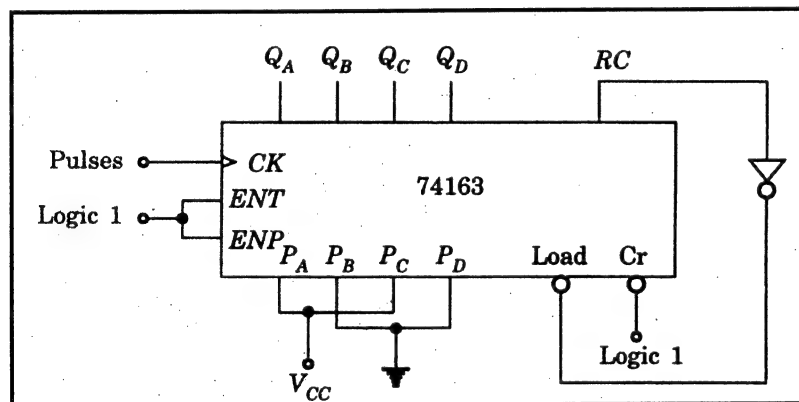 Q_A Q_B Q_C Q_D RC
Pulses CK
74163
ENT
Logic 1
ENP
P_A P_B P_C P_D Load Cr
Logic 1
V_CC